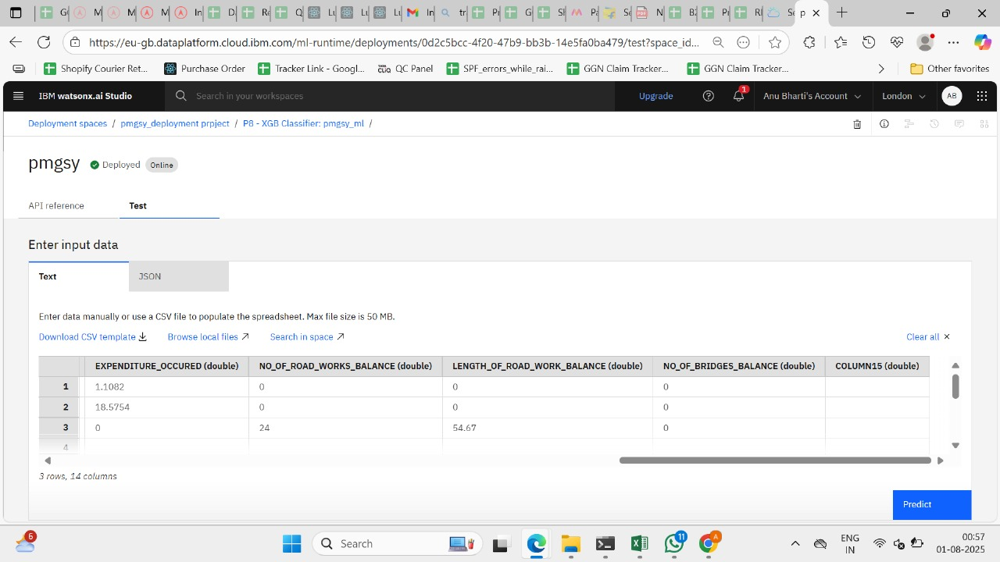 https://eu-gb.dataplatform.cloud.ibm.com/ml-runtime/deployments/0d2c5bcc-4f20-47b9-bb3b-14e5fa0ba479/test?space_id...
Shopify Courier Ret... Purchase Order Tracker Link - Googl... QC Panel SPF_errors_while_rai... GGN Claim Tracker... GGN Claim Tracker... Other favorites
IBM watsonx.ai Studio Search in your workspaces Upgrade 1 Anu Bharti's Account London AB
Deployment spaces / pmgsy_deployment prpject / P8 - XGB Classifier: pmgsy_ml /
pmgsy Deployed Online
API reference Test
Enter input data
Text JSON
Enter data manually or use a CSV file to populate the spreadsheet. Max file size is 50 MB.
Download CSV template Browse local files Search in space Clear all ×
EXPENDITURE_OCCURED (double) NO_OF_ROAD_WORKS_BALANCE (double) LENGTH_OF_ROAD_WORK_BALANCE (double) NO_OF_BRIDGES_BALANCE (double) COLUMN15 (double)
1 1.1082 0 0 0
2 18.5754 0 0 0
3 0 24 54.67 0
4
3 rows, 14 columns
Predict
6 Search 11 A ENG 00:57
IN 01-08-2025